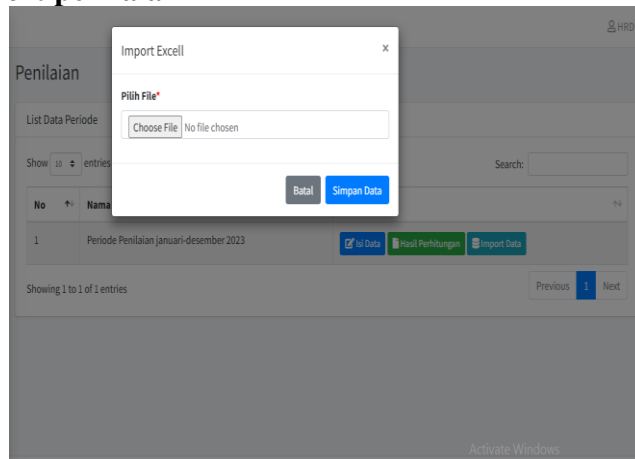 HRD
Import Excell x
Penilaian
Pilih File*
List Data Periode
Choose File No file chosen
Show 10 entries
Search:
Batal Simpan Data
No Nama
1 Periode Penilaian januari-desember 2023 Isi Data Hasil Perhitungan Import Data
Showing 1 to 1 of 1 entries
Previous 1 Next
Activate Windows